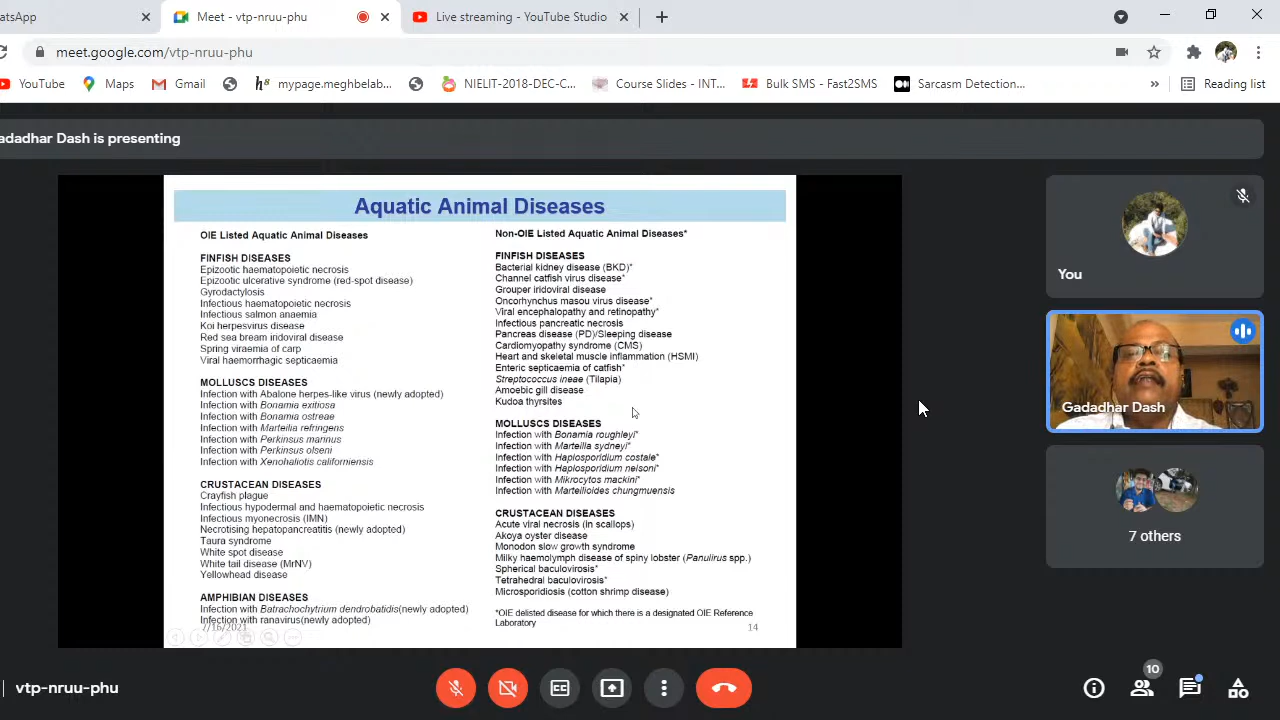 atsApp
Meet - vtp-nruu-phu
Live streaming - YouTube Studio
meet.google.com/vtp-nruu-phu
YouTube
Maps
Gmail
mypage.meghbelab...
NIELIT-2018-DEC-C...
Course Slides - INT...
Bulk SMS - Fast2SMS
Sarcasm Detection...
Reading list
adadhar Dash is presenting
Aquatic Animal Diseases
OIE Listed Aquatic Animal Diseases
FINFISH DISEASES
Epizootic haematopoietic necrosis
Epizootic ulcerative syndrome (red-spot disease)
Gyrodactylosis
Infectious haematopoietic necrosis
Infectious salmon anaemia
Koi herpesvirus disease
Red sea bream iridoviral disease
Spring viraemia of carp
Viral haemorrhagic septicaemia
MOLLUSCS DISEASES
Infection with Abalone herpes-like virus (newly adopted)
Infection with Bonamia exitiosa
Infection with Bonamia ostreae
Infection with Marteilia refringens
Infection with Perkinsus marinus
Infection with Perkinsus olseni
Infection with Xenohaliotis californiensis
CRUSTACEAN DISEASES
Crayfish plague
Infectious hypodermal and haematopoietic necrosis
Infectious myonecrosis (IMN)
Necrotising hepatopancreatitis (newly adopted)
Taura syndrome
White spot disease
White tail disease (MrNV)
Yellowhead disease
AMPHIBIAN DISEASES
Infection with Batrachochytrium dendrobatidis(newly adopted)
Infection with ranavirus(newly adopted)
7/16/2021
Non-OIE Listed Aquatic Animal Diseases*
FINFISH DISEASES
Bacterial kidney disease (BKD)*
Channel catfish virus disease*
Grouper iridoviral disease
Oncorhynchus masou virus disease*
Viral encephalopathy and retinopathy*
Infectious pancreatic necrosis
Pancreas disease (PD)/Sleeping disease
Cardiomyopathy syndrome (CMS)
Heart and skeletal muscle inflammation (HSMI)
Enteric septicaemia of catfish*
Streptococcus ineae (Tilapia)
Amoebic gill disease
Kudoa thyrsites
MOLLUSCS DISEASES
Infection with Bonamia roughleyi*
Infection with Marteilla sydneyi*
Infection with Haplosporidium costale*
Infection with Haplosporidium nelsoni*
Infection with Mikrocytos mackini*
Infection with Marteilioides chungmuensis
CRUSTACEAN DISEASES
Acute viral necrosis (in scallops)
Akoya oyster disease
Monodon slow growth syndrome
Milky haemolymph disease of spiny lobster (Panulirus spp.)
Spherical baculovirosis*
Tetrahedral baculovirosis*
Microsporidiosis (cotton shrimp disease)
*OIE delisted disease for which there is a designated OIE Reference
Laboratory
14
You
Gadadhar Dash
7 others
vtp-nruu-phu
10